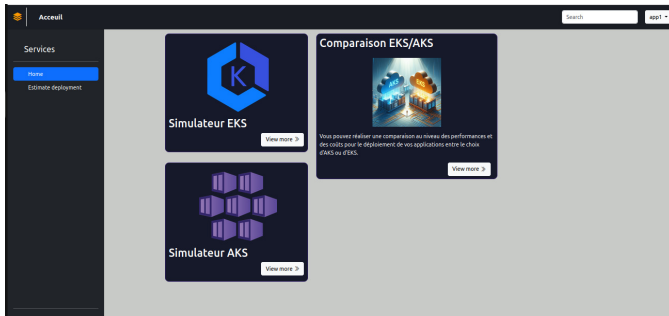 Acceuil
Search
app1
Services
Home
Estimate deployment
K
Simulateur EKS
View more »
Simulateur AKS
View more »
Comparaison EKS/AKS
AKS
EKS
Vous pouvez réaliser une comparaison au niveau des performances et
des coûts pour le déploiement de vos applications entre le choix
d'AKS ou d'EKS.
View more »